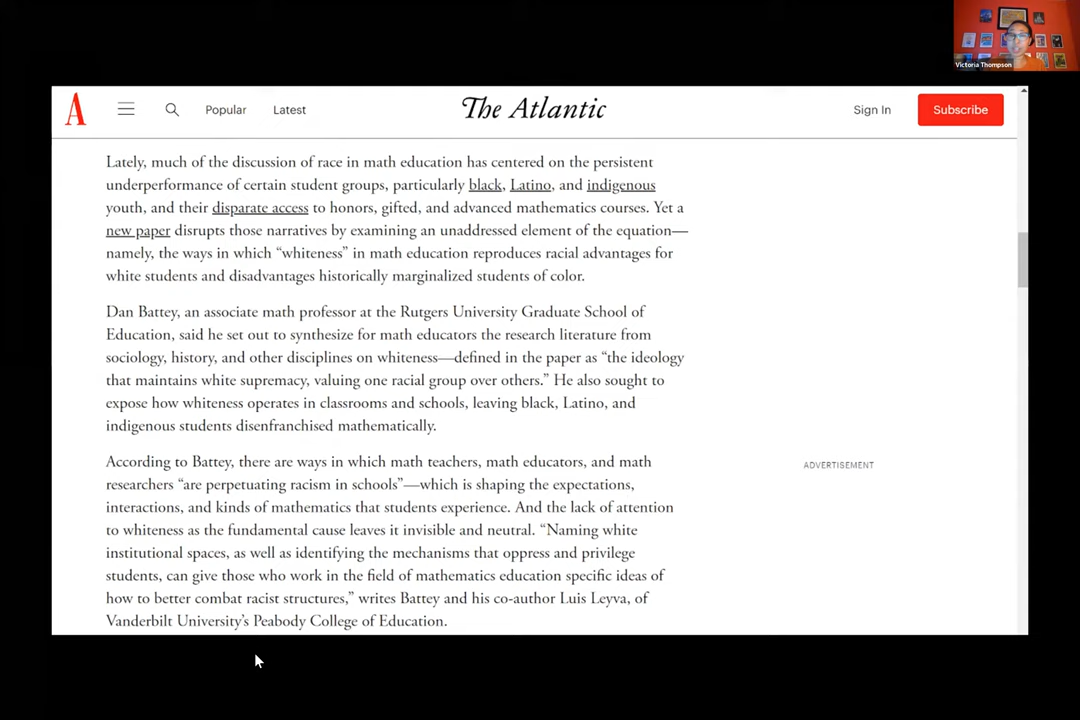 Victoria Thompson
A
Popular
Latest
The Atlantic
Sign In
Subscribe
Lately, much of the discussion of race in math education has centered on the persistent
underperformance of certain student groups, particularly black, Latino, and indigenous
youth, and their disparate access to honors, gifted, and advanced mathematics courses. Yet a
new paper disrupts those narratives by examining an unaddressed element of the equation—
namely, the ways in which “whiteness” in math education reproduces racial advantages for
white students and disadvantages historically marginalized students of color.
Dan Battey, an associate math professor at the Rutgers University Graduate School of
Education, said he set out to synthesize for math educators the research literature from
sociology, history, and other disciplines on whiteness—defined in the paper as “the ideology
that maintains white supremacy, valuing one racial group over others.” He also sought to
expose how whiteness operates in classrooms and schools, leaving black, Latino, and
indigenous students disenfranchised mathematically.
ADVERTISEMENT
According to Battey, there are ways in which math teachers, math educators, and math
researchers “are perpetuating racism in schools”—which is shaping the expectations,
interactions, and kinds of mathematics that students experience. And the lack of attention
to whiteness as the fundamental cause leaves it invisible and neutral. “Naming white
institutional spaces, as well as identifying the mechanisms that oppress and privilege
students, can give those who work in the field of mathematics education specific ideas of
how to better combat racist structures,” writes Battey and his co-author Luis Leyva, of
Vanderbilt University’s Peabody College of Education.